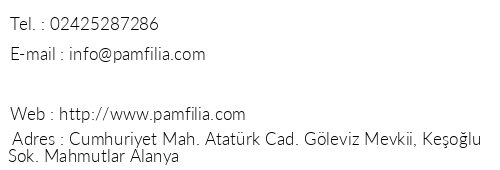 Tel. : 02425287286
E-mail : info@pamfilia.com
Web : http://www.pamfilia.com
Adres : Cumhuriyet Mah. Atatürk Cad. Göleviz Mevkii, Keşoğlu
Sok. Mahmutlar Alanya